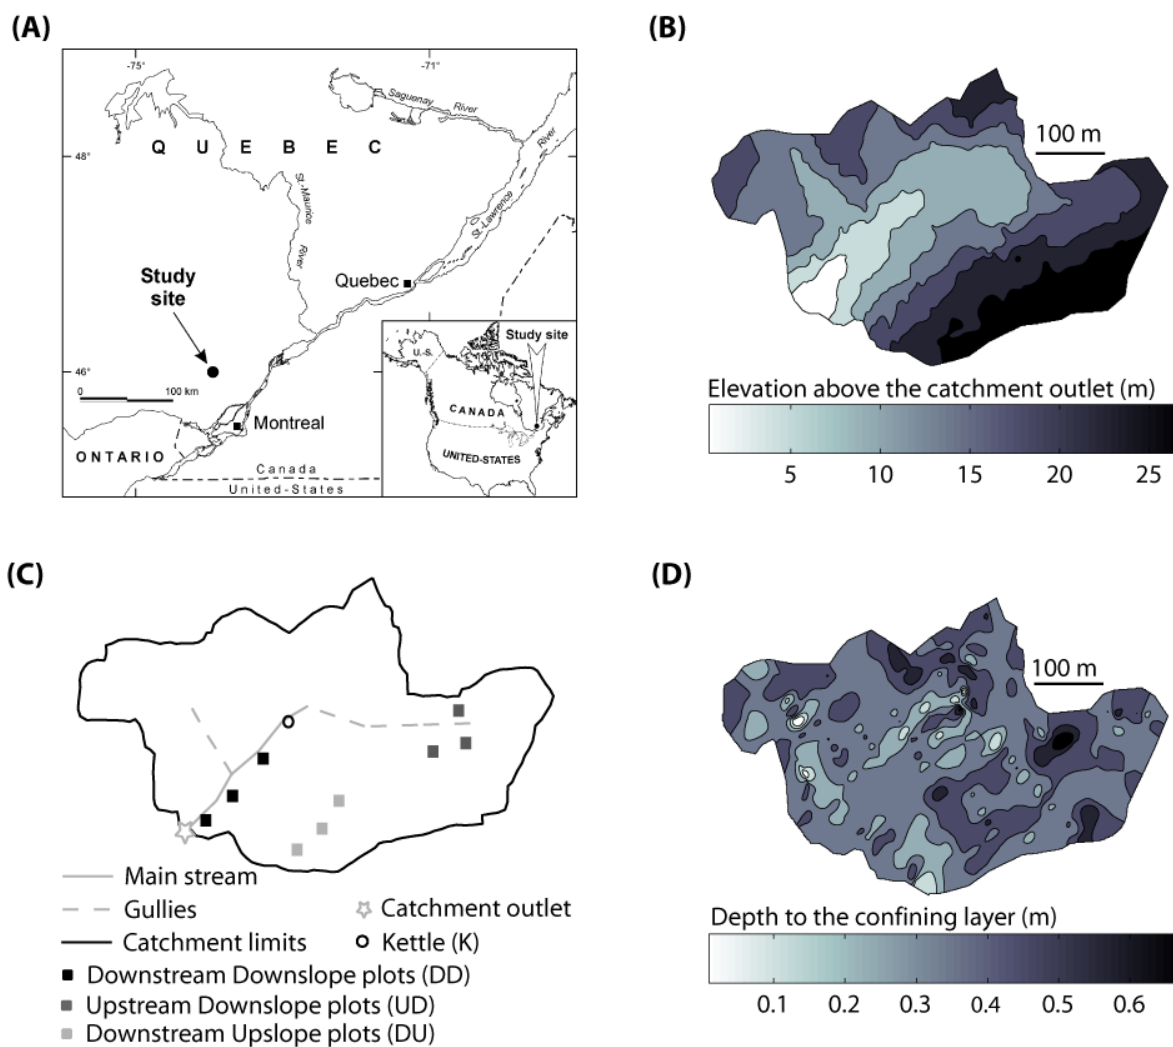 (A)
-75°
-71°
Saguenay River
River
QUEBEC
48°
St.-Maurice River
St.-Lawrence
Study
site
Quebec
Study site
U.-S.
46°
0 100 km
CANADA
Montreal
ONTARIO
UNITED-STATES
Canada
United-States
(B)
100 m
Elevation above the catchment outlet (m)
5 10 15 20 25
(C)
Main stream
Gullies
Catchment outlet
Catchment limits
Kettle (K)
Downstream Downslope plots (DD)
Upstream Downslope plots (UD)
Downstream Upslope plots (DU)
(D)
100 m
Depth to the confining layer (m)
0.1 0.2 0.3 0.4 0.5 0.6